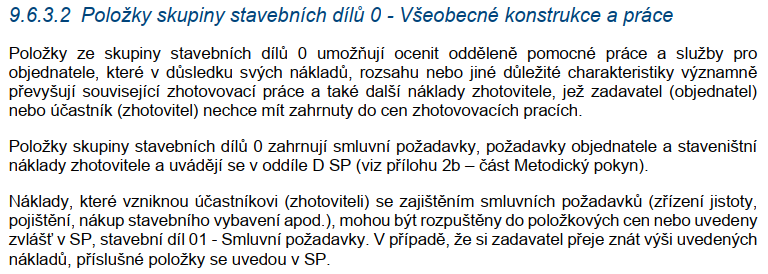 9.6.3.2 Položky skupiny stavebních dílů 0 - Všeobecné konstrukce a práce
Položky ze skupiny stavebních dílů 0 umožňují ocenit odděleně pomocné práce a služby pro
objednatele, které v důsledku svých nákladů, rozsahu nebo jiné důležité charakteristiky významně
převyšují související zhotovovací práce a také další náklady zhotovitele, jež zadavatel (objednatel)
nebo účastník (zhotovitel) nechce mít zahrnuty do cen zhotovovacích pracích.
Položky skupiny stavebních dílů 0 zahrnují smluvní požadavky, požadavky objednatele a staveništní
náklady zhotovitele a uvádějí se v oddíle D SP (viz přílohu 2b – část Metodický pokyn).
Náklady, které vzniknou účastníkovi (zhotoviteli) se zajištěním smluvních požadavků (zřízení jistoty,
pojištění, nákup stavebního vybavení apod.), mohou být rozpuštěny do položkových cen nebo uvedeny
zvlášť v SP, stavební díl 01 - Smluvní požadavky. V případě, že si zadavatel přeje znát výši uvedených
nákladů, příslušné položky se uvedou v SP.